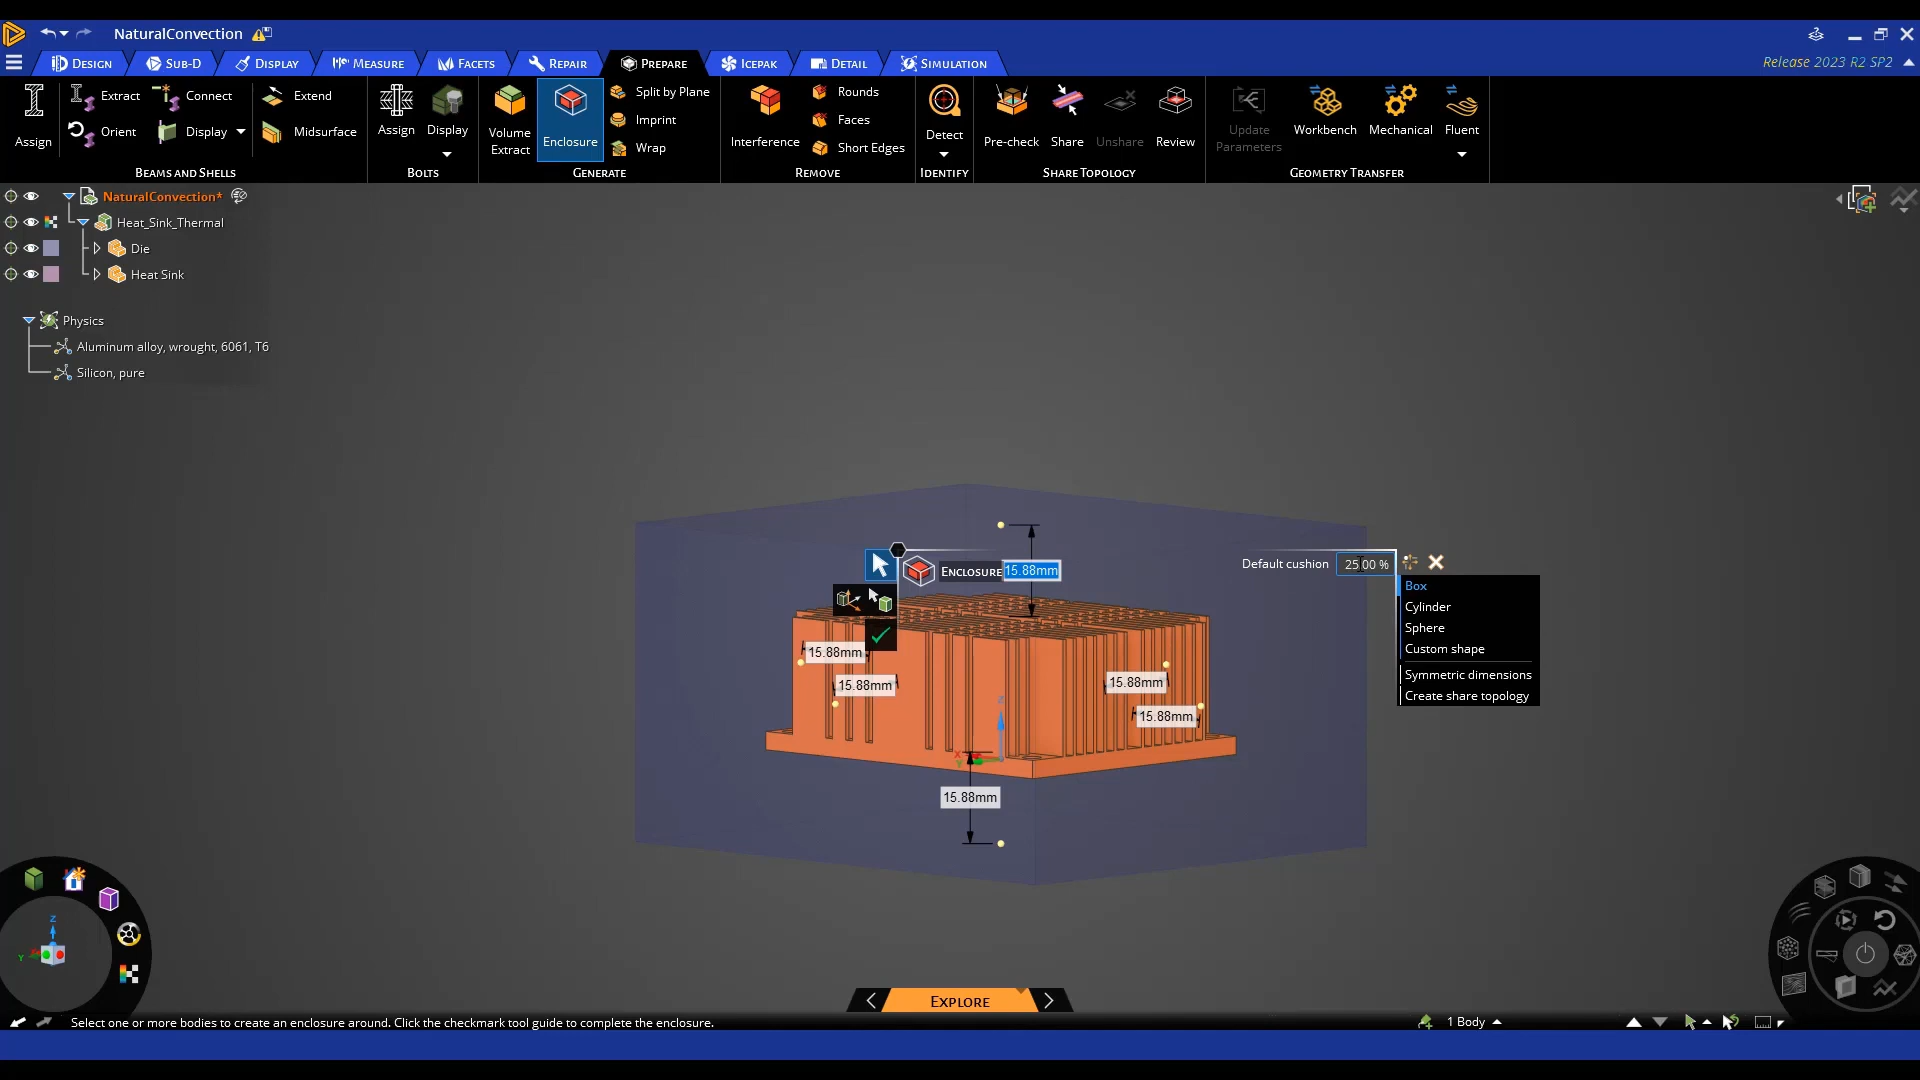 NaturalConvection
DESIGN
SUB-D
DISPLAY
MEASURE
FACETS
REPAIR
PREPARE
ICEPAK
DETAIL
SIMULATION
Release 2023 R2 SP2
Assign
Extract
Connect
Orient
Display
Extend
Midsurface
BEAMS AND SHELLS
Assign
Display
BOLTS
Volume
Extract
Enclosure
Split by Plane
Imprint
Wrap
GENERATE
Interference
Rounds
Faces
Short Edges
REMOVE
Detect
IDENTIFY
Pre-check
Share
Unshare
Review
SHARE TOPOLOGY
Update
Parameters
Workbench
Mechanical
Fluent
GEOMETRY TRANSFER
NaturalConvection*
Heat_Sink_Thermal
Die
Heat Sink
Physics
Aluminum alloy, wrought, 6061, T6
Silicon, pure
ENCLOSURE
15.88mm
Default cushion
25.00 %
Box
Cylinder
Sphere
Custom shape
Symmetric dimensions
Create share topology
15.88mm
15.88mm
15.88mm
15.88mm
15.88mm
Z
X
Y
Z
Y
EXPLORE
Select one or more bodies to create an enclosure around. Click the checkmark tool guide to complete the enclosure.
1 Body